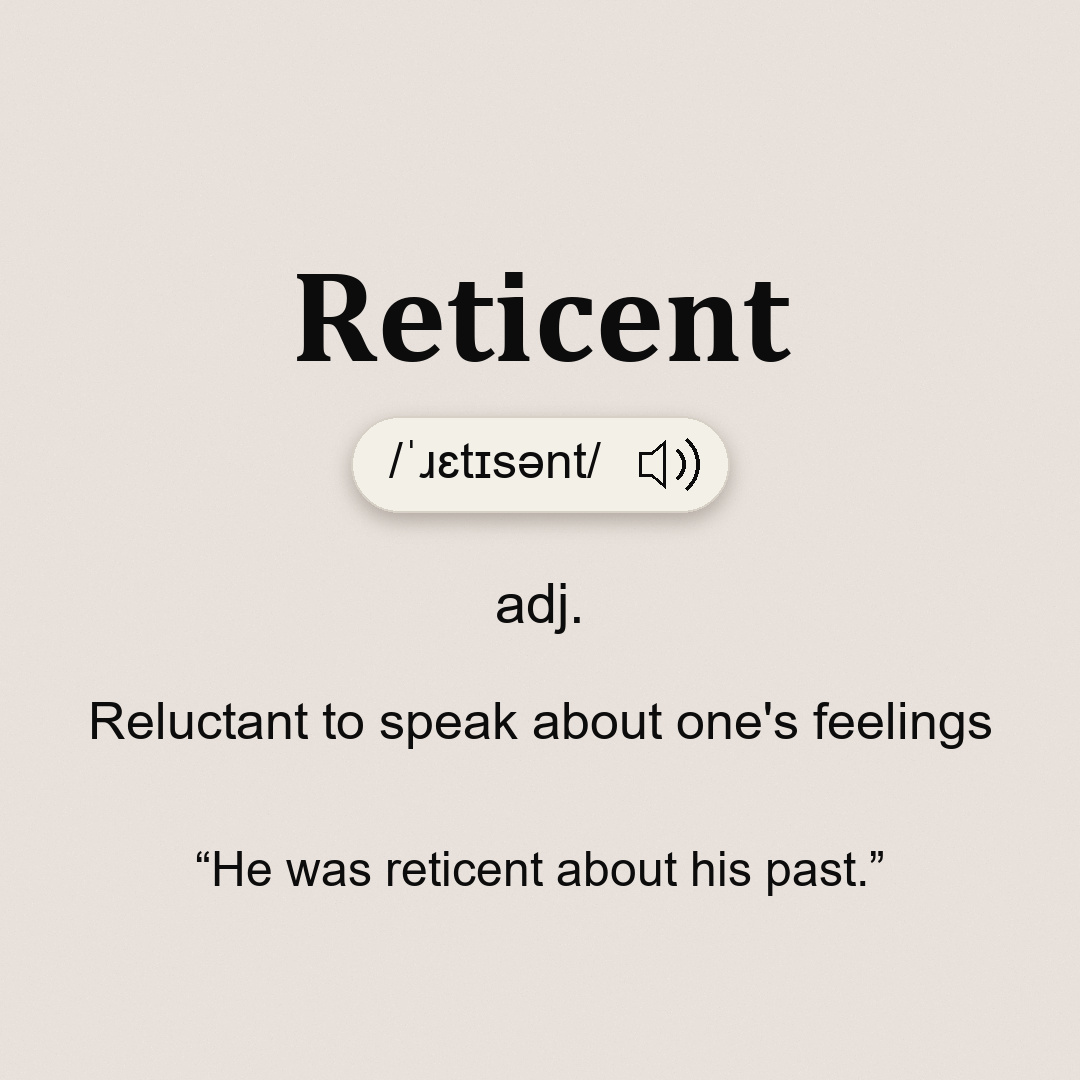 Reticent
/ˈɹɛtɪsənt/
adj.
Reluctant to speak about one's feelings
“He was reticent about his past.”